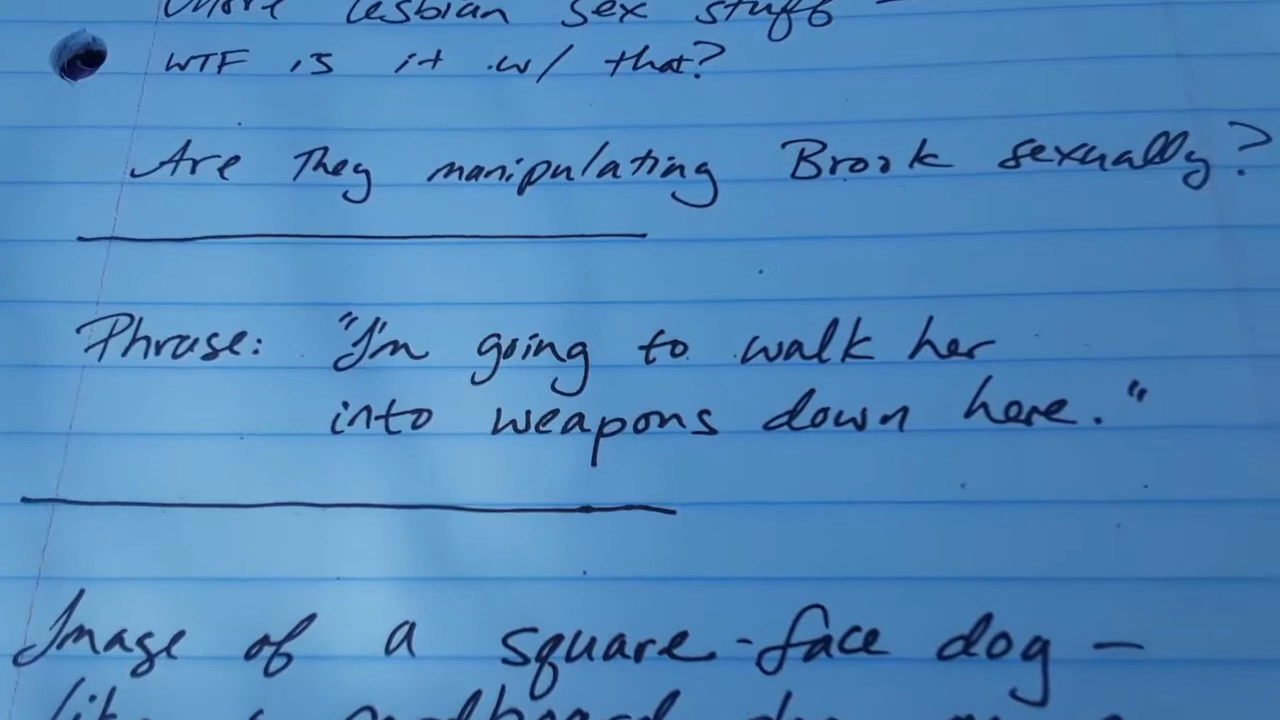 More lesbian sex stuff —
WTF is it w/ that?
Are They manipulating Brook sexually?
Phrase: "I'm going to walk her
into weapons down here."
Image of a square-face dog —